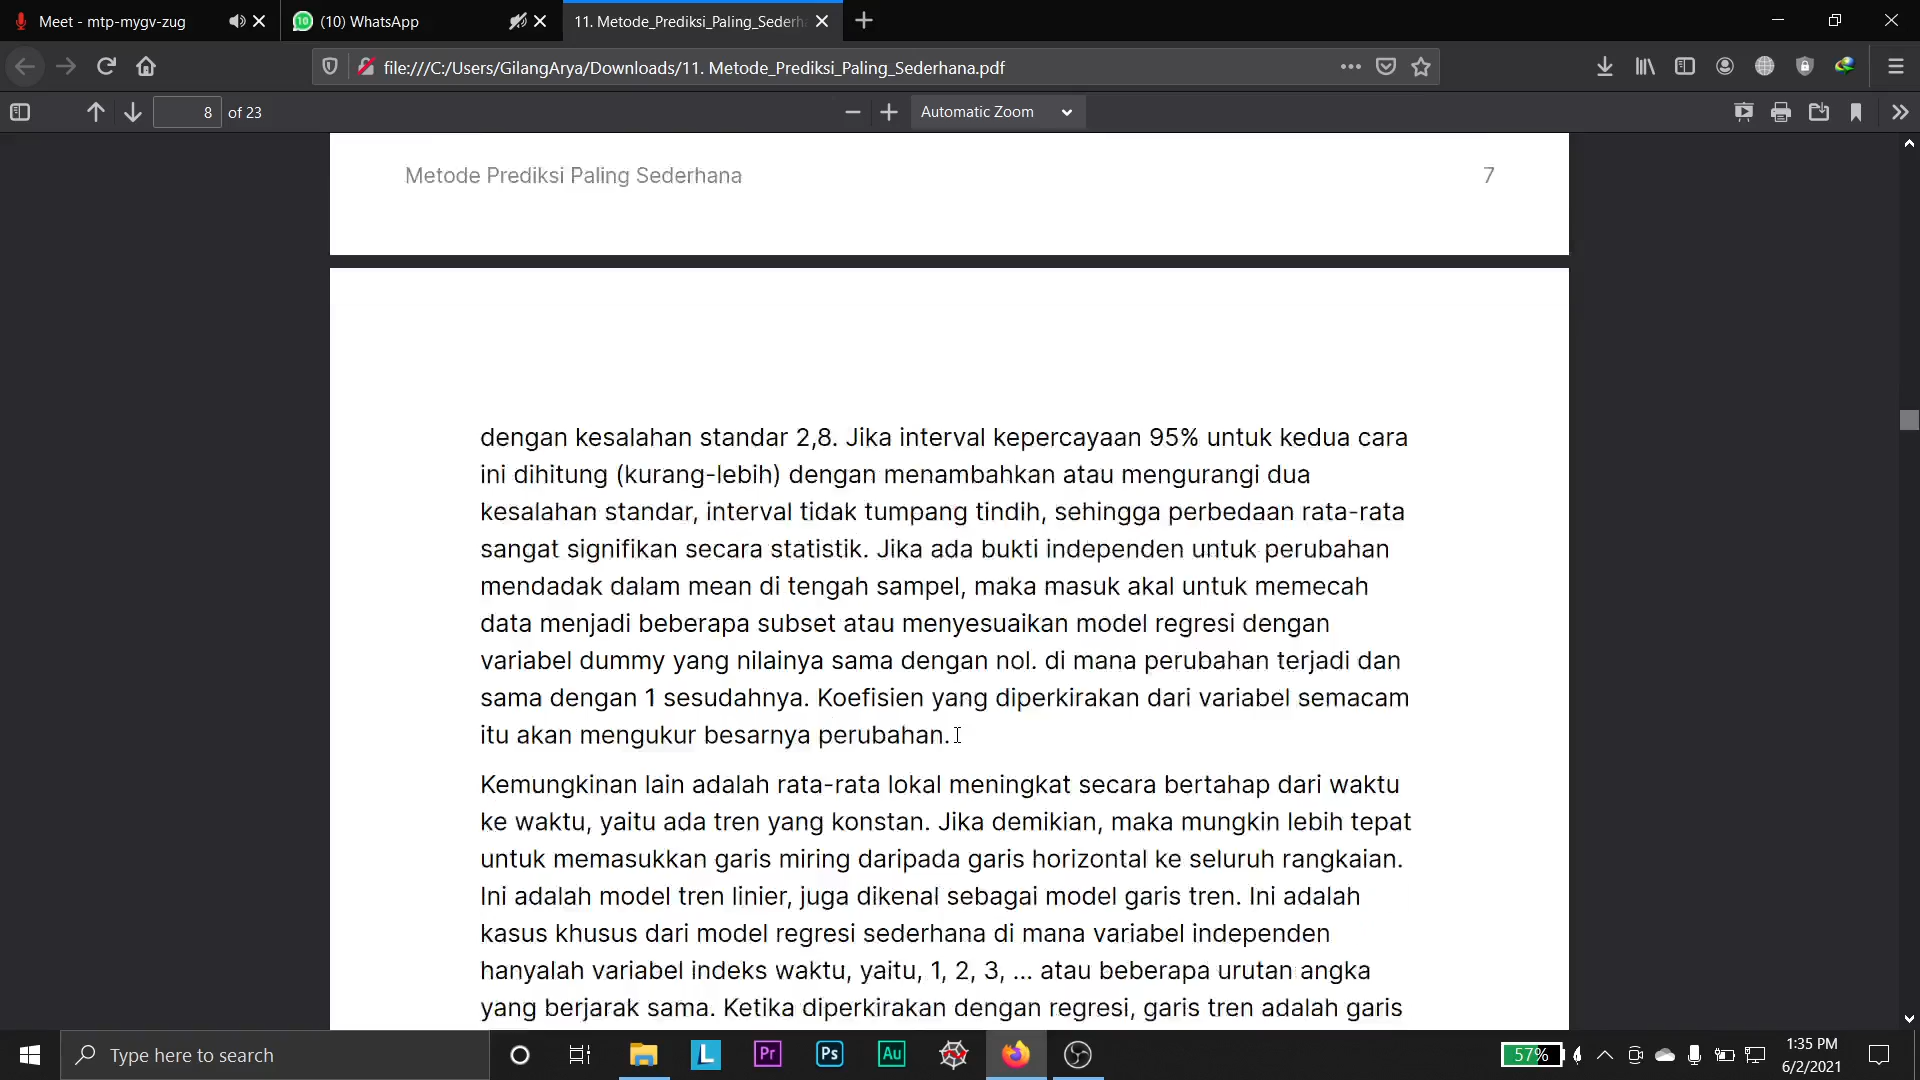 Meet - mtp-mygv-zug
(10) WhatsApp
11. Metode_Prediksi_Paling_Sederh
file:///C:/Users/GilangArya/Downloads/11. Metode_Prediksi_Paling_Sederhana.pdf
8 of 23
Automatic Zoom
Metode Prediksi Paling Sederhana 7
dengan kesalahan standar 2,8. Jika interval kepercayaan 95% untuk kedua cara
ini dihitung (kurang-lebih) dengan menambahkan atau mengurangi dua
kesalahan standar, interval tidak tumpang tindih, sehingga perbedaan rata-rata
sangat signifikan secara statistik. Jika ada bukti independen untuk perubahan
mendadak dalam mean di tengah sampel, maka masuk akal untuk memecah
data menjadi beberapa subset atau menyesuaikan model regresi dengan
variabel dummy yang nilainya sama dengan nol. di mana perubahan terjadi dan
sama dengan 1 sesudahnya. Koefisien yang diperkirakan dari variabel semacam
itu akan mengukur besarnya perubahan.
Kemungkinan lain adalah rata-rata lokal meningkat secara bertahap dari waktu
ke waktu, yaitu ada tren yang konstan. Jika demikian, maka mungkin lebih tepat
untuk memasukkan garis miring daripada garis horizontal ke seluruh rangkaian.
Ini adalah model tren linier, juga dikenal sebagai model garis tren. Ini adalah
kasus khusus dari model regresi sederhana di mana variabel independen
hanyalah variabel indeks waktu, yaitu, 1, 2, 3, ... atau beberapa urutan angka
yang berjarak sama. Ketika diperkirakan dengan regresi, garis tren adalah garis
Type here to search
L
Pr
Ps
Au
57%
1:35 PM
6/2/2021